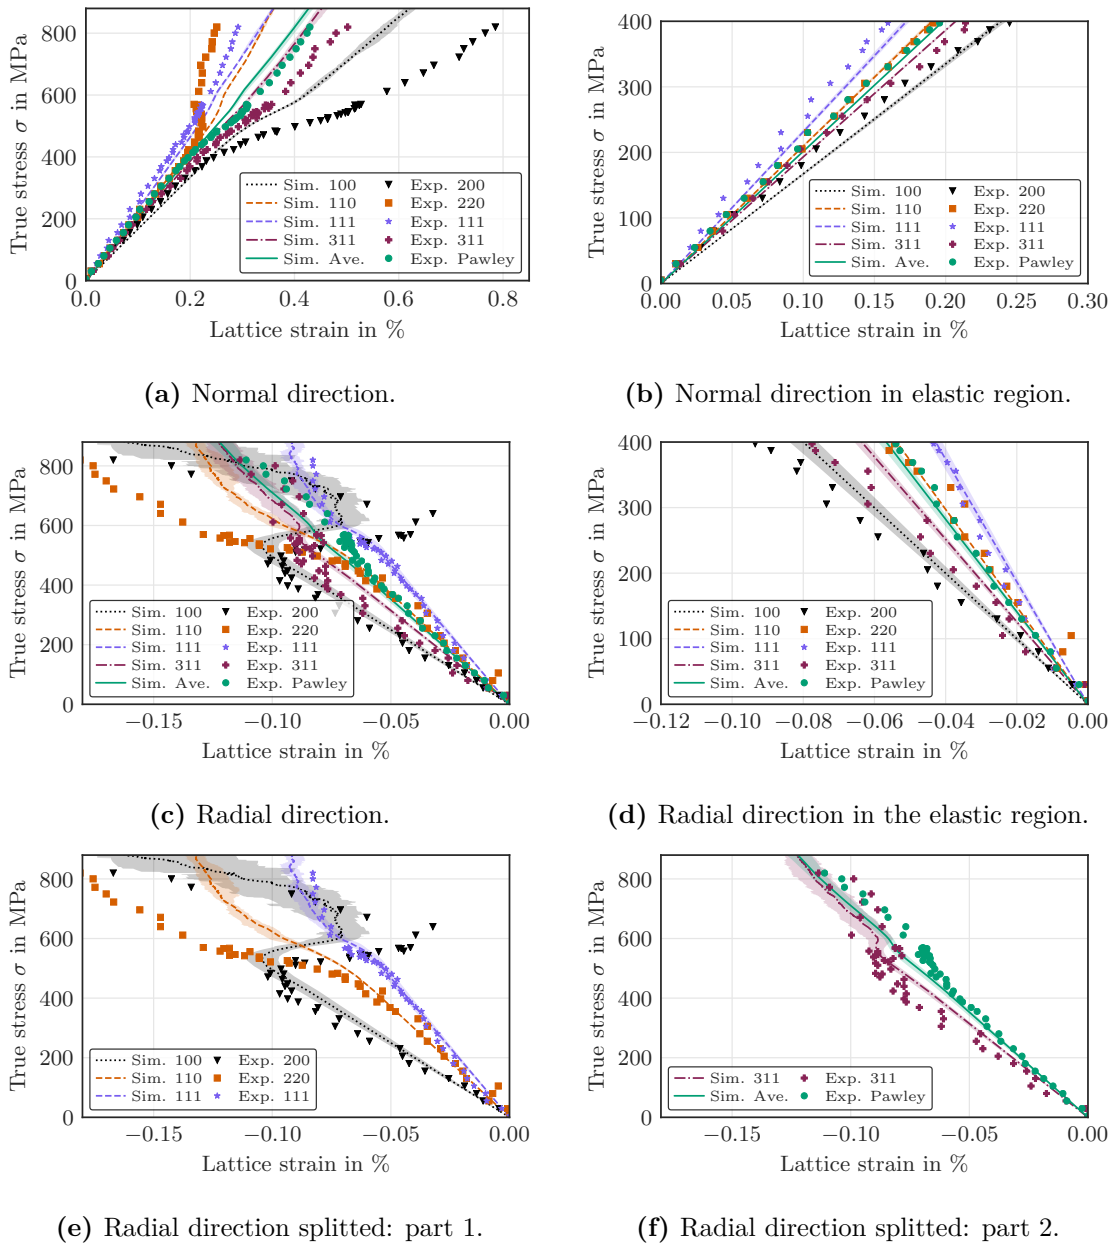 True stress σ in MPa
800
600
400
200
0
0.0
0.2
0.4
0.6
0.8
Lattice strain in %
Sim. 100
Sim. 110
Sim. 111
Sim. 311
Sim. Ave.
Exp. 200
Exp. 220
Exp. 111
Exp. 311
Exp. Pawley
(a) Normal direction.
True stress σ in MPa
400
300
200
100
0
0.00
0.05
0.10
0.15
0.20
0.25
0.30
Lattice strain in %
Sim. 100
Sim. 110
Sim. 111
Sim. 311
Sim. Ave.
Exp. 200
Exp. 220
Exp. 111
Exp. 311
Exp. Pawley
(b) Normal direction in elastic region.
True stress σ in MPa
800
600
400
200
0
−0.15
−0.10
−0.05
0.00
Lattice strain in %
Sim. 100
Sim. 110
Sim. 111
Sim. 311
Sim. Ave.
Exp. 200
Exp. 220
Exp. 111
Exp. 311
Exp. Pawley
(c) Radial direction.
True stress σ in MPa
400
300
200
100
0
−0.12
−0.10
−0.08
−0.06
−0.04
−0.02
0.00
Lattice strain in %
Sim. 100
Sim. 110
Sim. 111
Sim. 311
Sim. Ave.
Exp. 200
Exp. 220
Exp. 111
Exp. 311
Exp. Pawley
(d) Radial direction in the elastic region.
True stress σ in MPa
800
600
400
200
0
−0.15
−0.10
−0.05
0.00
Lattice strain in %
Sim. 100
Sim. 110
Sim. 111
Exp. 200
Exp. 220
Exp. 111
(e) Radial direction splitted: part 1.
True stress σ in MPa
800
600
400
200
0
−0.15
−0.10
−0.05
0.00
Lattice strain in %
Sim. 311
Sim. Ave.
Exp. 311
Exp. Pawley
(f) Radial direction splitted: part 2.